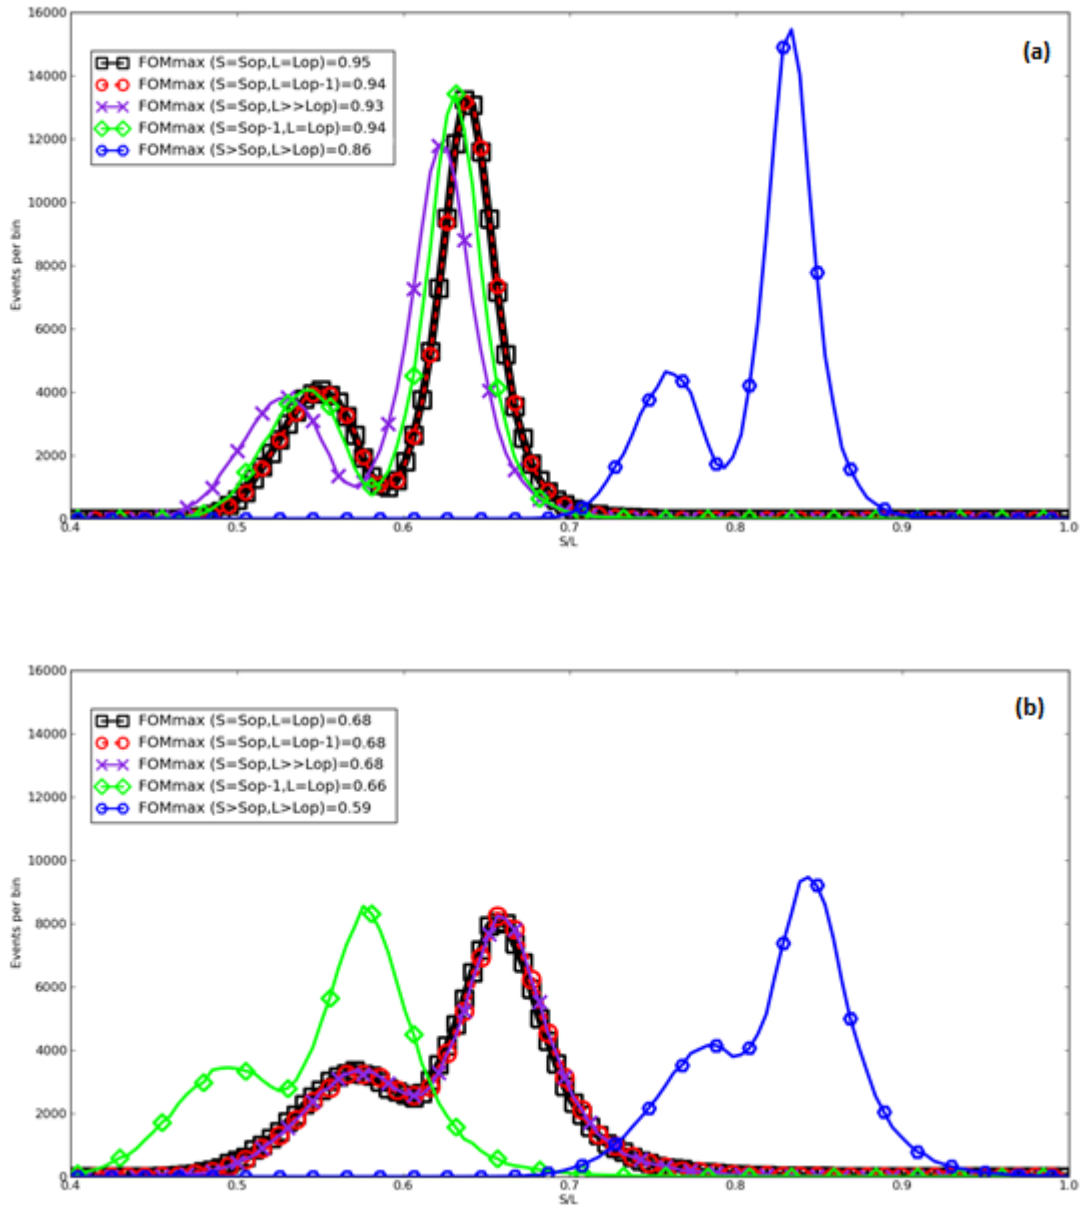 16000
14000
12000
10000
8000
6000
4000
2000
0
Events per bin
(a)
FOMmax (S=Sop,L=Lop)=0.95
FOMmax (S=Sop,L=Lop-1)=0.94
FOMmax (S=Sop,L>>Lop)=0.93
FOMmax (S=Sop-1,L=Lop)=0.94
FOMmax (S>Sop,L>Lop)=0.86
0.4 0.5 0.6 0.7 0.8 0.9 1.0
S/L
16000
14000
12000
10000
8000
6000
4000
2000
0
Events per bin
(b)
FOMmax (S=Sop,L=Lop)=0.68
FOMmax (S=Sop,L=Lop-1)=0.68
FOMmax (S=Sop,L>>Lop)=0.68
FOMmax (S=Sop-1,L=Lop)=0.66
FOMmax (S>Sop,L>Lop)=0.59
0.4 0.5 0.6 0.7 0.8 0.9 1.0
S/L